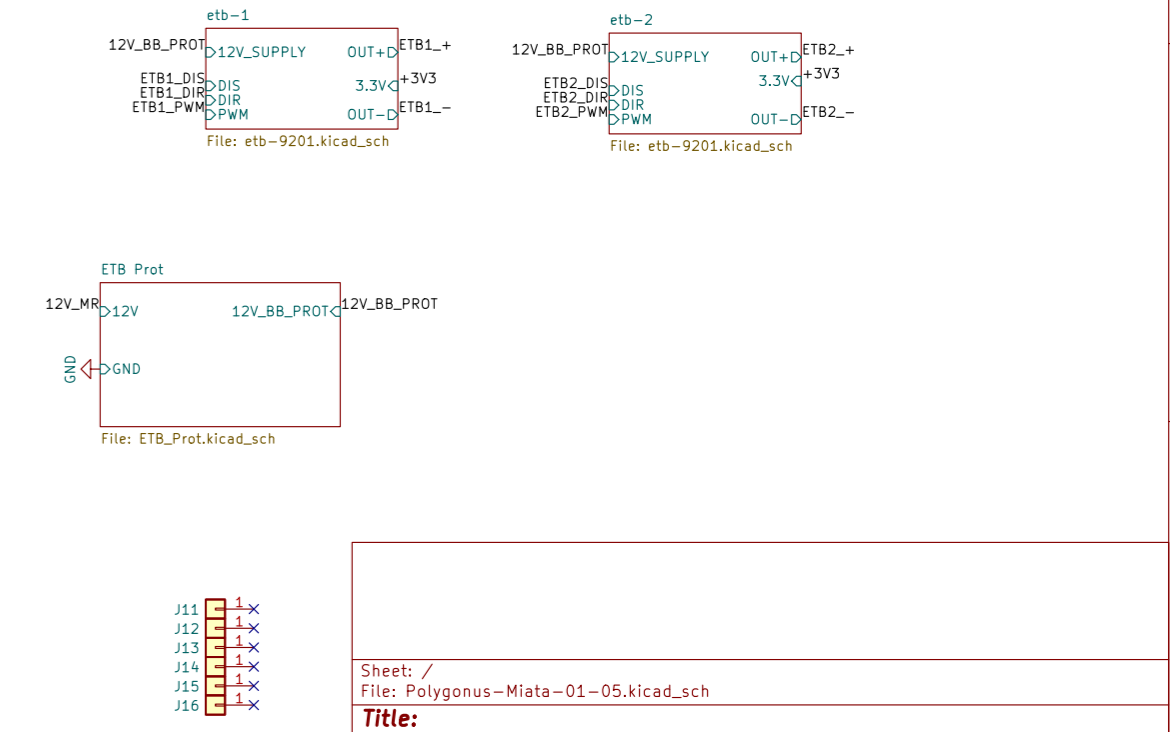 etb-1
12V_BB_PROT 12V_SUPPLY OUT+ ETB1_+
ETB1_DIS DIS 3.3V +3V3
ETB1_DIR DIR
ETB1_PWM PWM OUT- ETB1_-
File: etb-9201.kicad_sch
etb-2
12V_BB_PROT 12V_SUPPLY OUT+ ETB2_+
ETB2_DIS DIS 3.3V +3V3
ETB2_DIR DIR
ETB2_PWM PWM OUT- ETB2_-
File: etb-9201.kicad_sch
ETB Prot
12V_MR 12V 12V_BB_PROT 12V_BB_PROT
GND GND
File: ETB_Prot.kicad_sch
J11 1
J12 1
J13 1
J14 1
J15 1
J16 1
Sheet: /
File: Polygonus-Miata-01-05.kicad_sch
Title: